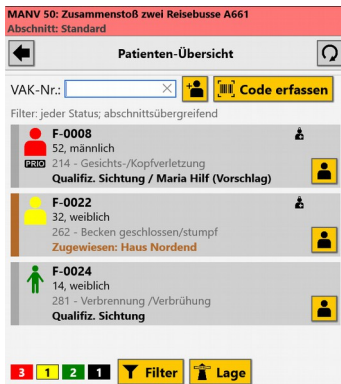 MANV 50: Zusammenstoß zwei Reisebusse A661
Abschnitt: Standard
Patienten-Übersicht
VAK-Nr.:
Code erfassen
Filter: jeder Status; abschnittsübergreifend
F-0008
52, männlich
PRIO
214 - Gesichts-/Kopfverletzung
Qualifiz. Sichtung / Maria Hilf (Vorschlag)
F-0022
32, weiblich
262 - Becken geschlossen/stumpf
Zugewiesen: Haus Nordend
F-0024
14, weiblich
281 - Verbrennung /Verbrühung
Qualifiz. Sichtung
3 1 2 1 Filter Lage